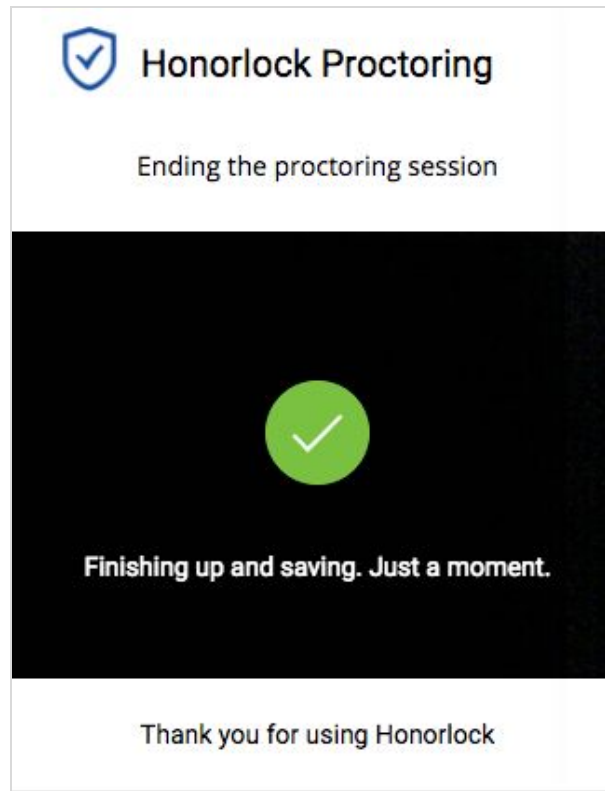 Honorlock Proctoring
Ending the proctoring session
Finishing up and saving. Just a moment.
Thank you for using Honorlock